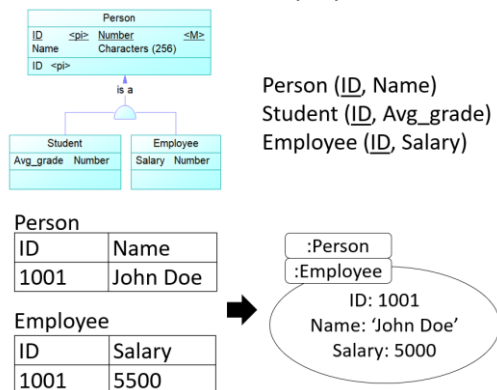 Person
ID <pi> Number <M>
Name Characters (256)
ID <pi>
is a
Student
Avg_grade Number
Employee
Salary Number
Person (ID, Name)
Student (ID, Avg_grade)
Employee (ID, Salary)
Person
ID Name
1001 John Doe
Employee
ID Salary
1001 5500
:Person
:Employee
ID: 1001
Name: ‘John Doe’
Salary: 5000